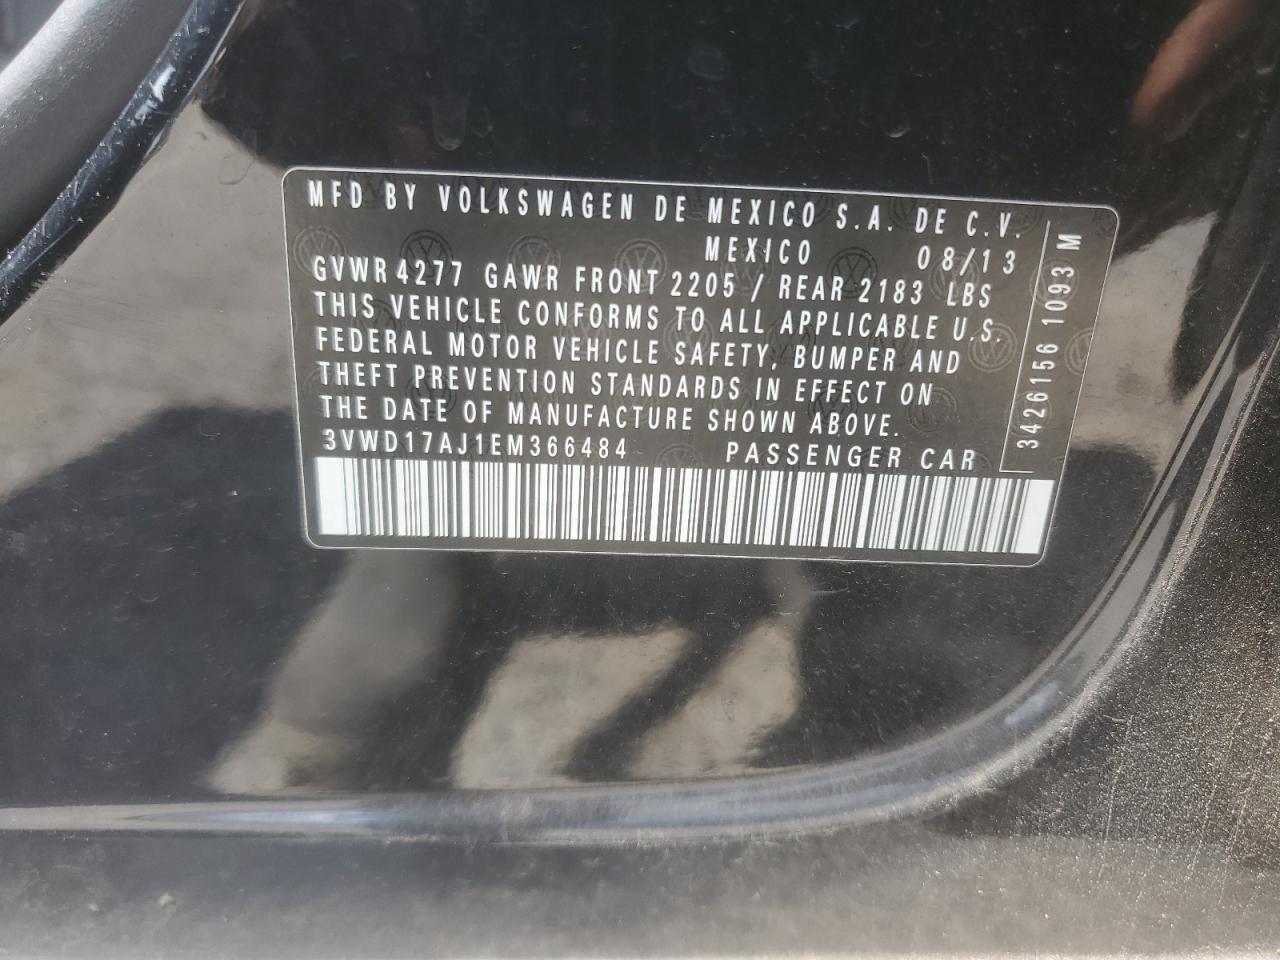 MFD BY VOLKSWAGEN DE MEXICO S.A. DE C.V.
MEXICO 08/13
GVWR 4277 GAWR FRONT 2205 / REAR 2183 LBS
THIS VEHICLE CONFORMS TO ALL APPLICABLE U.S.
FEDERAL MOTOR VEHICLE SAFETY, BUMPER AND
THEFT PREVENTION STANDARDS IN EFFECT ON
THE DATE OF MANUFACTURE SHOWN ABOVE.
3VWD17AJ1EM366484 PASSENGER CAR
3426156 1093 M